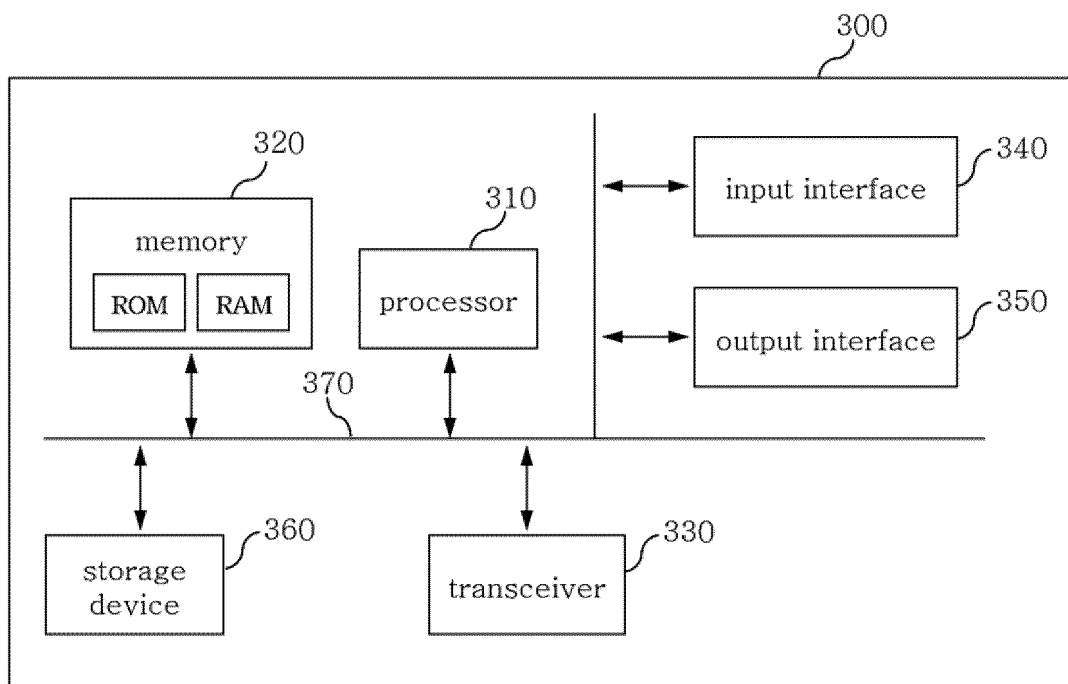 300
320
memory
ROM RAM
310
processor
340
input interface
350
output interface
370
360
storage
device
330
transceiver